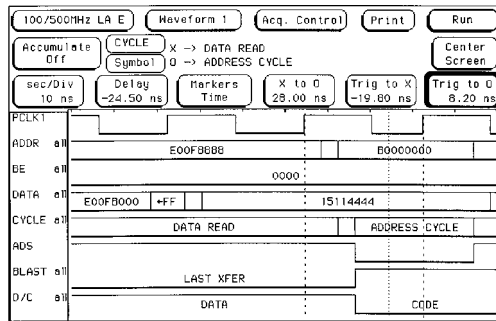 100/500MHz LA E Waveform 1 Acq. Control Print Run
Accumulate Off CYCLE X -> DATA READ Center Screen
Symbol O -> ADDRESS CYCLE
sec/Div 10 ns Delay -24.50 ns Markers Time X to O 28.00 ns Trig to X -19.80 ns Trig to O 8.20 ns
PCLK1
ADDR all E00F8888 B0000000
BE all 0000
DATA all E00FB000 ←FF 15114444
CYCLE all DATA READ ADDRESS CYCLE
ADS all
BLAST all LAST XFER
D/C all DATA CODE